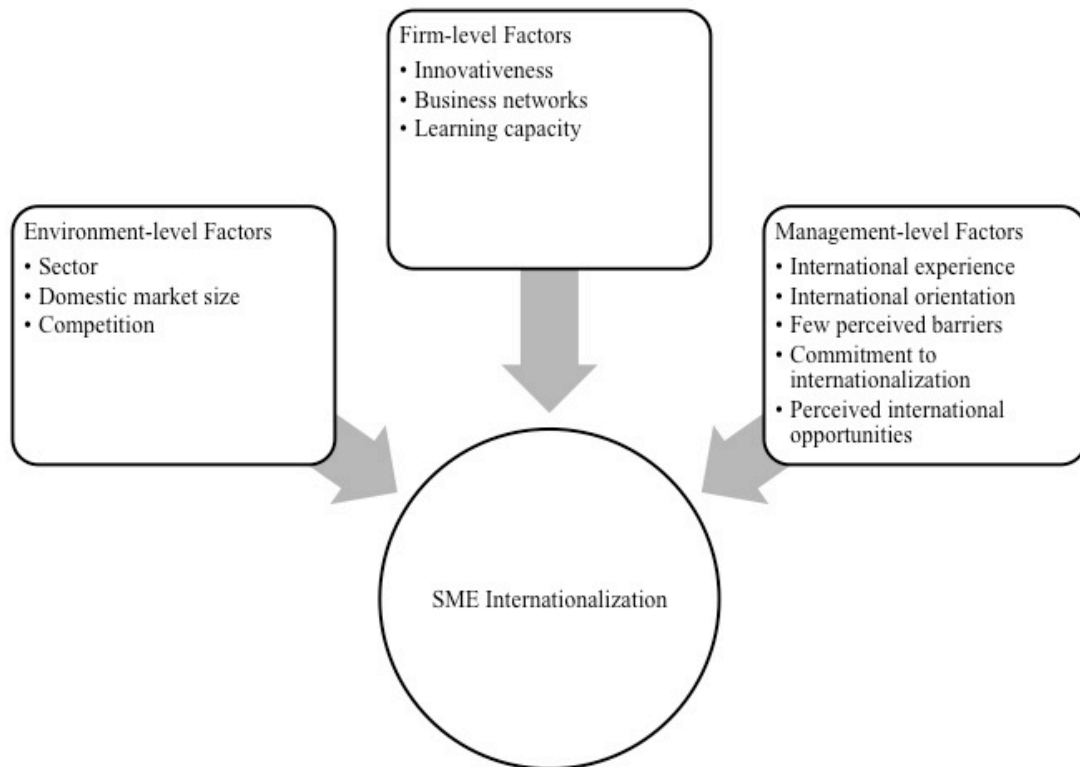 Firm-level Factors
• Innovativeness
• Business networks
• Learning capacity
Environment-level Factors
• Sector
• Domestic market size
• Competition
Management-level Factors
• International experience
• International orientation
• Few perceived barriers
• Commitment to
internationalization
• Perceived international
opportunities
SME Internationalization